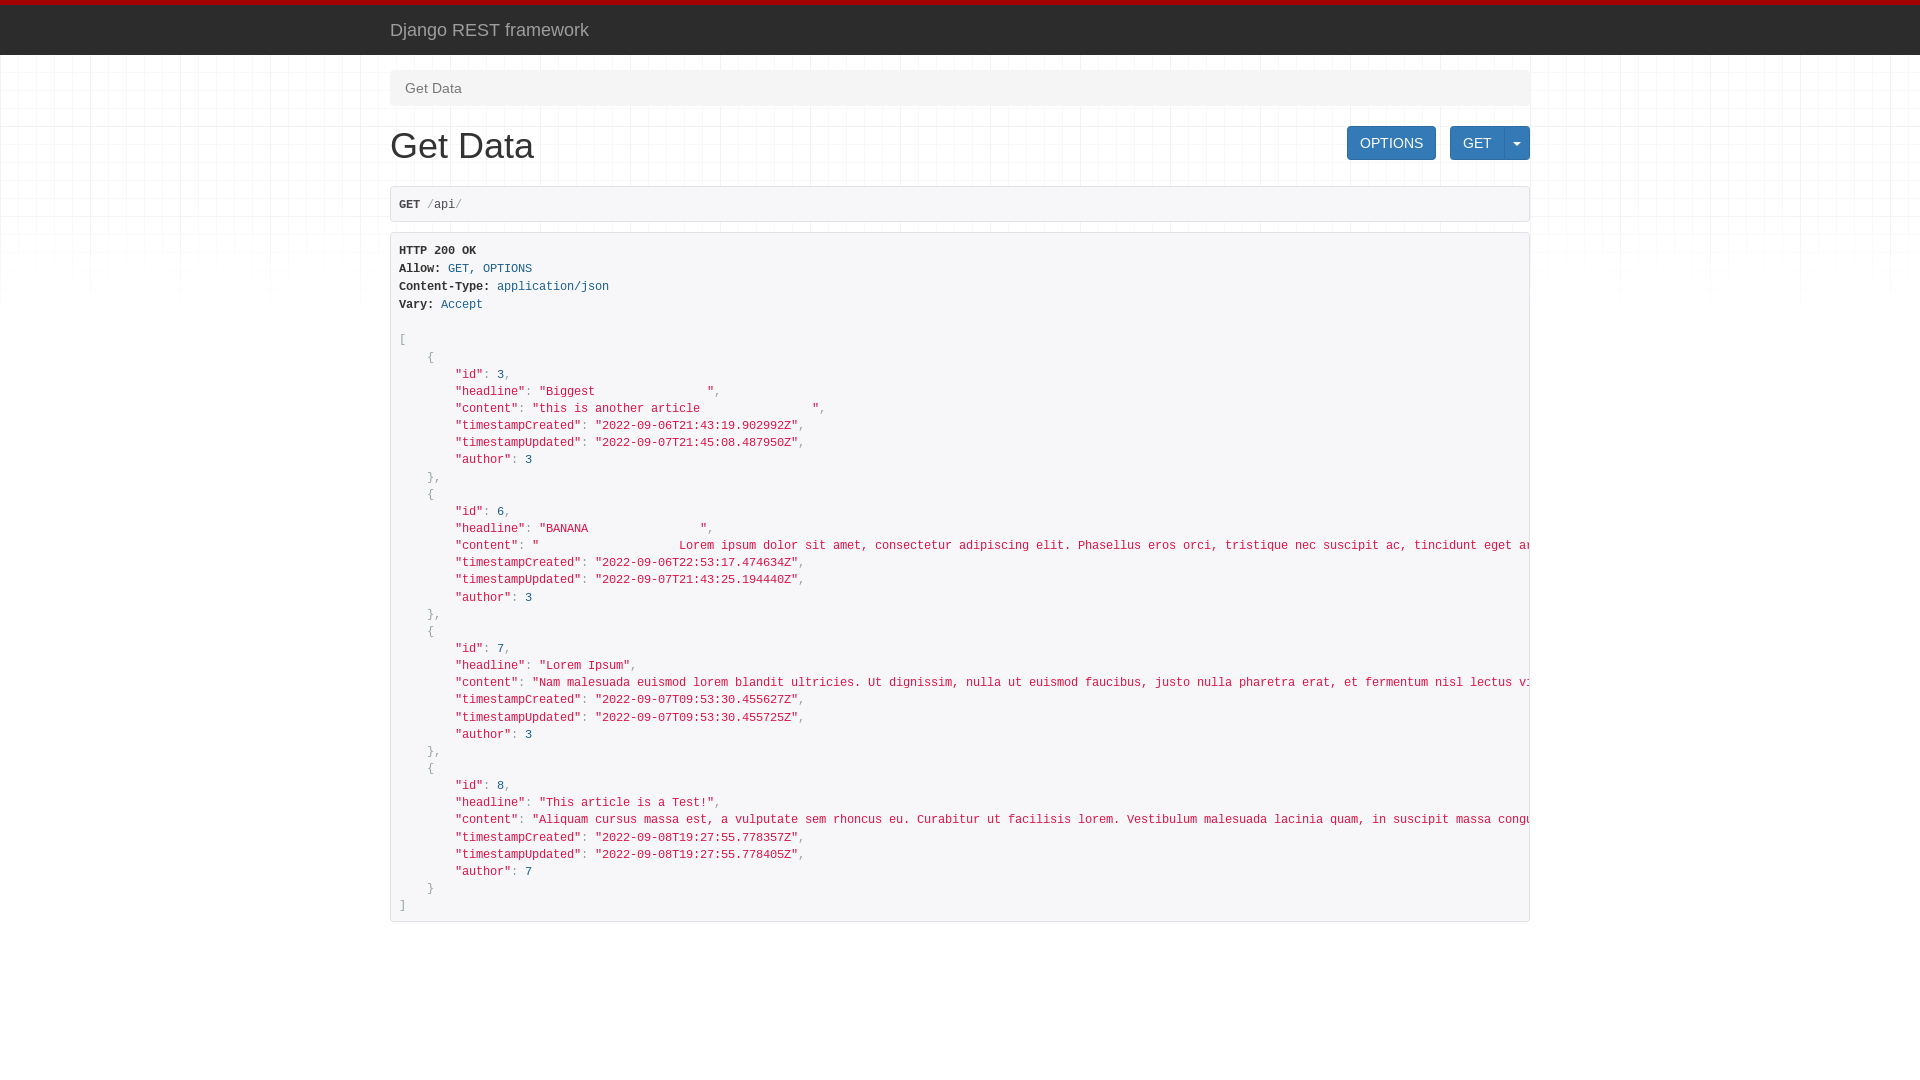 Django REST framework
Get Data
Get Data
OPTIONS
GET
GET /api/
HTTP 200 OK
Allow: GET, OPTIONS
Content-Type: application/json
Vary: Accept
[
    {
        "id": 3,
        "headline": "Biggest                ",
        "content": "this is another article                ",
        "timestampCreated": "2022-09-06T21:43:19.902992Z",
        "timestampUpdated": "2022-09-07T21:45:08.487950Z",
        "author": 3
    },
    {
        "id": 6,
        "headline": "BANANA                ",
        "content": "                    Lorem ipsum dolor sit amet, consectetur adipiscing elit. Phasellus eros orci, tristique nec suscipit ac, tincidunt eget
        "timestampCreated": "2022-09-06T22:53:17.474634Z",
        "timestampUpdated": "2022-09-07T21:43:25.194440Z",
        "author": 3
    },
    {
        "id": 7,
        "headline": "Lorem Ipsum",
        "content": "Nam malesuada euismod lorem blandit ultricies. Ut dignissim, nulla ut euismod faucibus, justo nulla pharetra erat, et fermentum nisl lectus
        "timestampCreated": "2022-09-07T09:53:30.455627Z",
        "timestampUpdated": "2022-09-07T09:53:30.455725Z",
        "author": 3
    },
    {
        "id": 8,
        "headline": "This article is a Test!",
        "content": "Aliquam cursus massa est, a vulputate sem rhoncus eu. Curabitur ut facilisis lorem. Vestibulum malesuada lacinia quam, in suscipit massa
        "timestampCreated": "2022-09-08T19:27:55.778357Z",
        "timestampUpdated": "2022-09-08T19:27:55.778405Z",
        "author": 7
    }
]